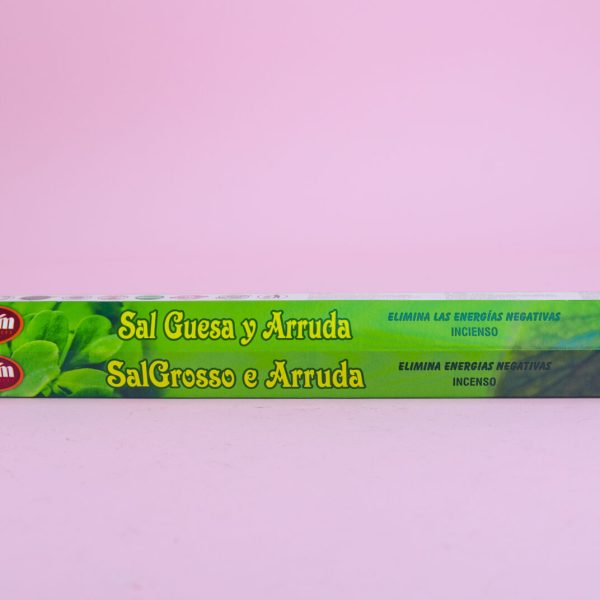 Sal Guesa y Arruda
ELIMINA LAS ENERGÍAS NEGATIVAS
INCIENSO
SalGrosso e Arruda
ELIMINA ENERGIAS NEGATIVAS
INCENSO